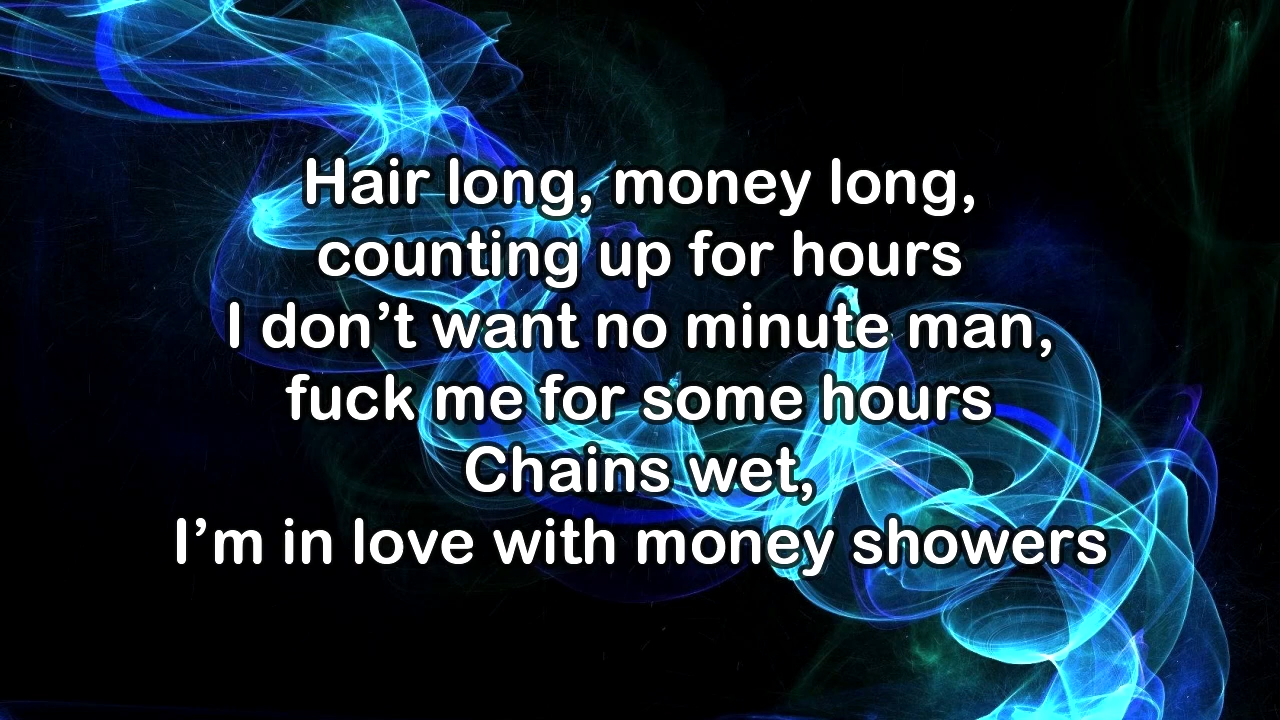 Hair long, money long,
counting up for hours
I don’t want no minute man,
fuck me for some hours
Chains wet,
I’m in love with money showers